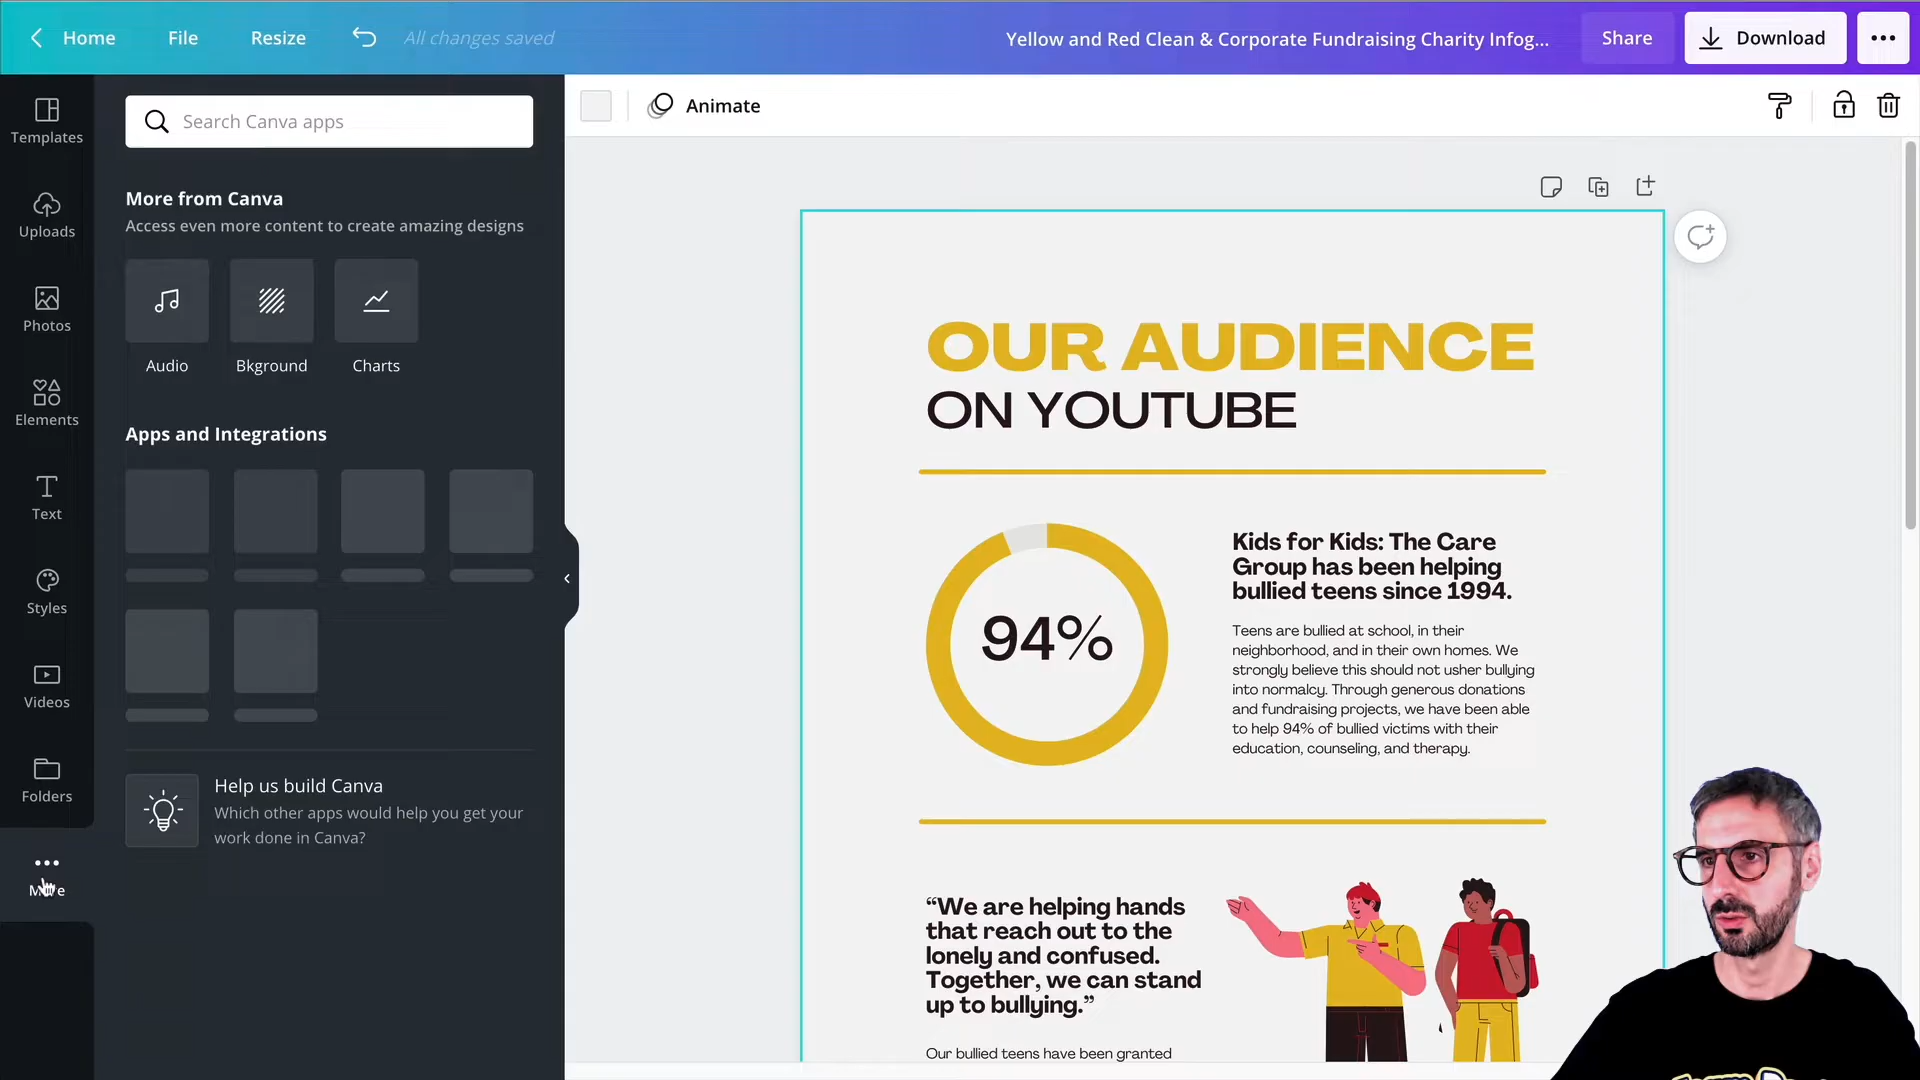 Home
File
Resize
All changes saved
Yellow and Red Clean & Corporate Fundraising Charity Infog...
Share
Download
Templates
Uploads
Photos
Elements
Text
Styles
Videos
Folders
More
Search Canva apps
More from Canva
Access even more content to create amazing designs
Audio
Bkground
Charts
Apps and Integrations
Help us build Canva
Which other apps would help you get your
work done in Canva?
Animate
OUR AUDIENCE
ON YOUTUBE
94%
Kids for Kids: The Care
Group has been helping
bullied teens since 1994.
Teens are bullied at school, in their
neighborhood, and in their own homes. We
strongly believe this should not usher bullying
into normalcy. Through generous donations
and fundraising projects, we have been able
to help 94% of bullied victims with their
education, counseling, and therapy.
“We are helping hands
that reach out to the
lonely and confused.
Together, we can stand
up to bullying.”
Our bullied teens have been granted